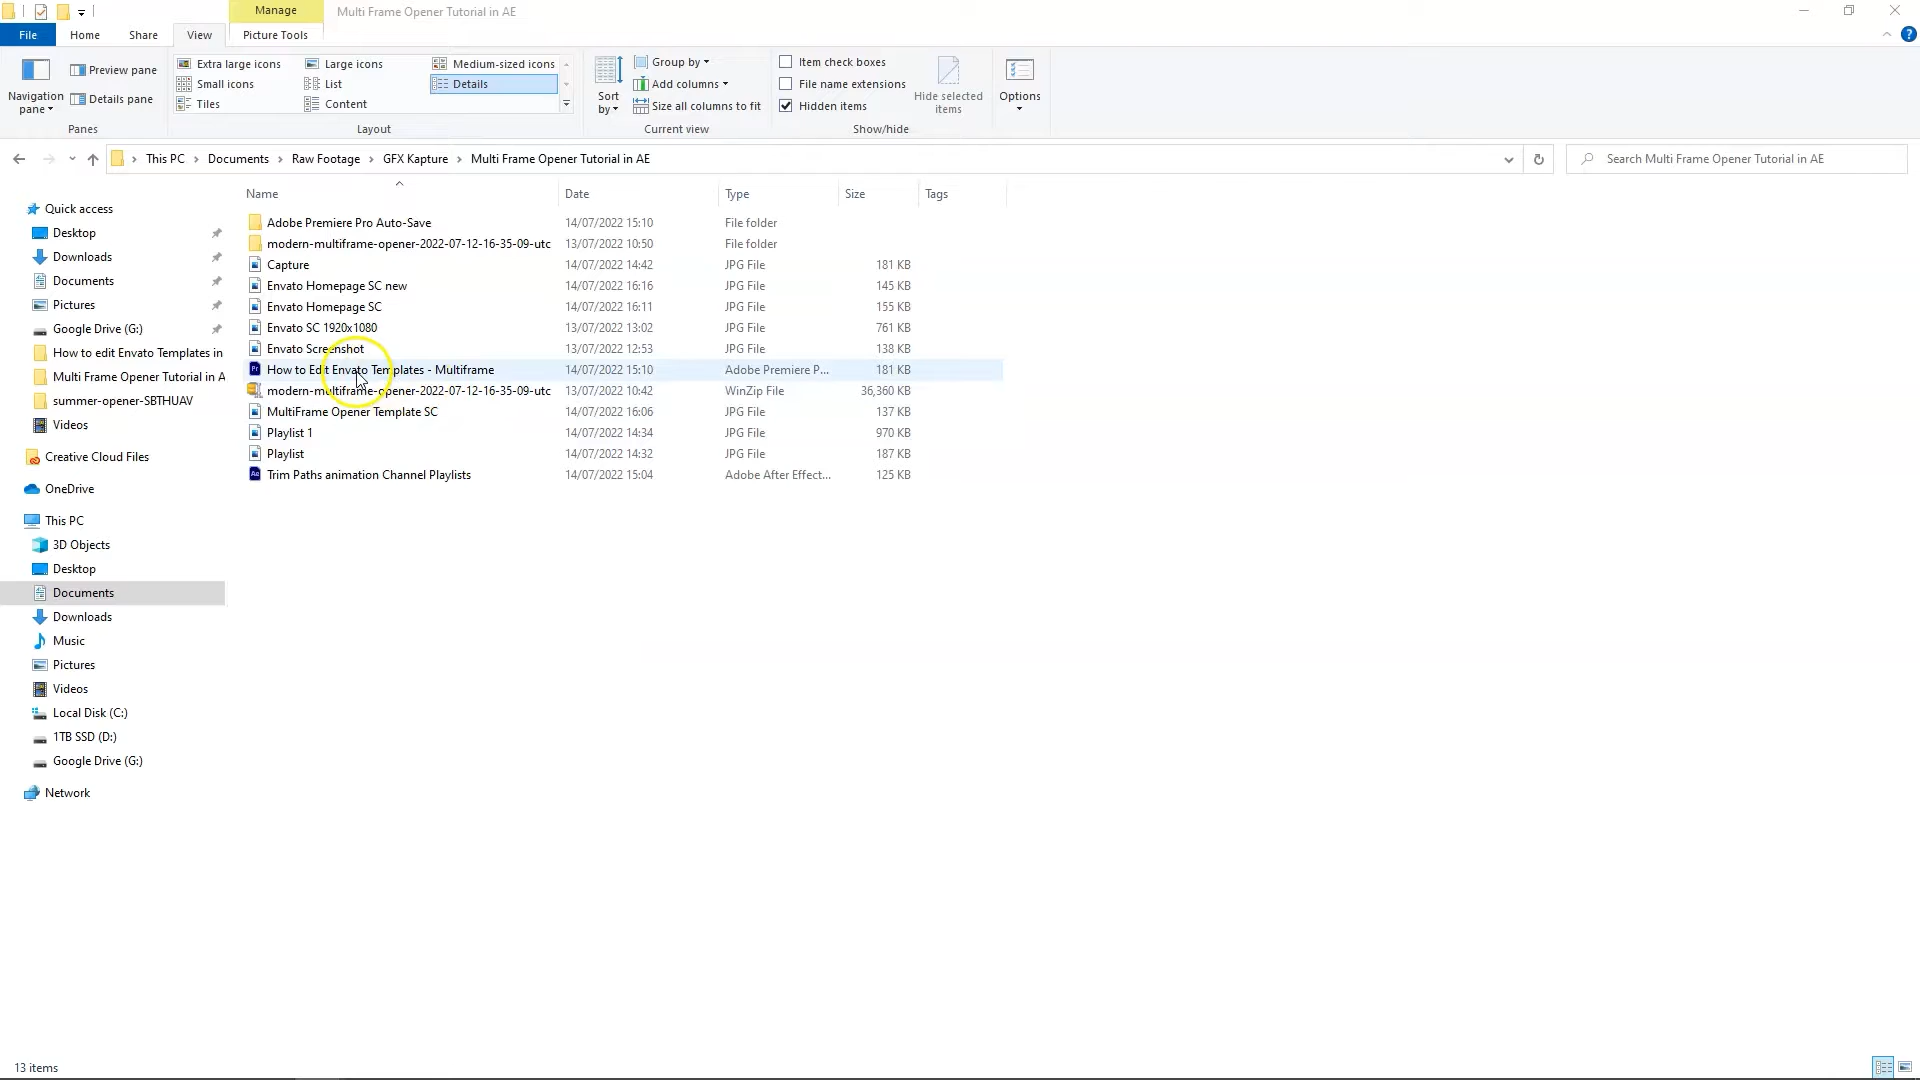 Manage
Multi Frame Opener Tutorial in AE
File
Home
Share
View
Picture Tools
Navigation pane
Preview pane
Details pane
Panes
Extra large icons
Large icons
Medium-sized icons
Small icons
List
Details
Tiles
Content
Layout
Sort by
Group by
Add columns
Size all columns to fit
Current view
Item check boxes
File name extensions
Hidden items
Hide selected items
Show/hide
Options
This PC > Documents > Raw Footage > GFX Kapture > Multi Frame Opener Tutorial in AE
Search Multi Frame Opener Tutorial in AE
Name Date Type Size Tags
Adobe Premiere Pro Auto-Save 14/07/2022 15:10 File folder
modern-multiframe-opener-2022-07-12-16-35-09-utc 13/07/2022 10:50 File folder
Capture 14/07/2022 14:42 JPG File 181 KB
Envato Homepage SC new 14/07/2022 16:16 JPG File 145 KB
Envato Homepage SC 14/07/2022 16:11 JPG File 155 KB
Envato SC 1920x1080 13/07/2022 13:02 JPG File 761 KB
Envato Screenshot 13/07/2022 12:53 JPG File 138 KB
Pr How to Edit Envato Templates - Multiframe 14/07/2022 15:10 Adobe Premiere P... 181 KB
modern-multiframe-opener-2022-07-12-16-35-09-utc 13/07/2022 10:42 WinZip File 36,360 KB
MultiFrame Opener Template SC 14/07/2022 16:06 JPG File 137 KB
Playlist 1 14/07/2022 14:34 JPG File 970 KB
Playlist 14/07/2022 14:32 JPG File 187 KB
Ae Trim Paths animation Channel Playlists 14/07/2022 15:04 Adobe After Effect... 125 KB
Quick access
Desktop
Downloads
Documents
Pictures
Google Drive (G:)
How to edit Envato Templates in
Multi Frame Opener Tutorial in A
summer-opener-SBTHUAV
Videos
Creative Cloud Files
OneDrive
This PC
3D Objects
Desktop
Documents
Downloads
Music
Pictures
Videos
Local Disk (C:)
1TB SSD (D:)
Google Drive (G:)
Network
13 items